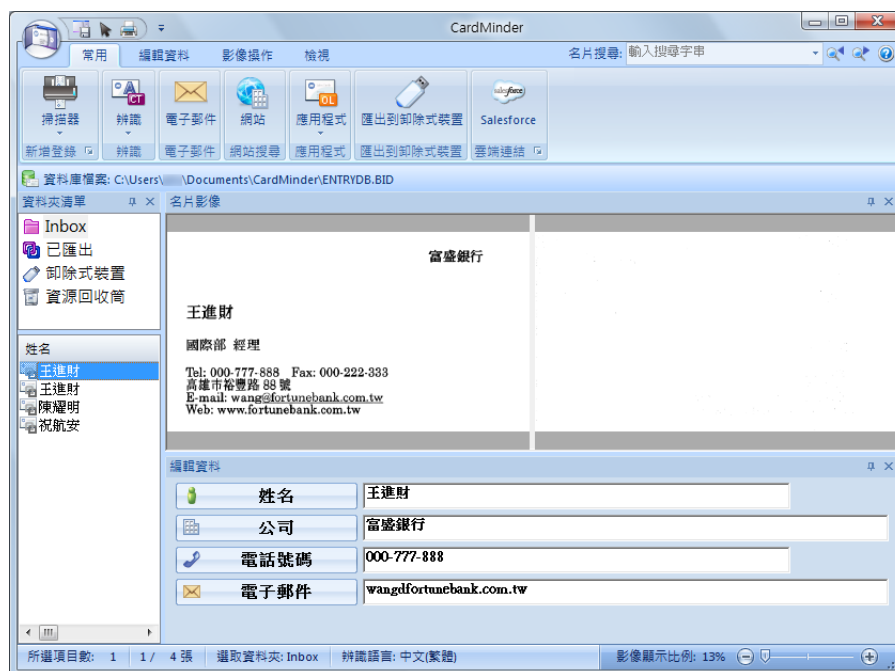 CardMinder
常用 編輯資料 影像操作 檢視 名片搜尋: 輸入搜尋字串
CT OL salesforce
掃描器 辨識 電子郵件 網站 應用程式 匯出到卸除式裝置 Salesforce
新增登錄 辨識 電子郵件 網站搜尋 應用程式 匯出到卸除式裝置 雲端連結
資料庫檔案: C:\Users\ \Documents\CardMinder\ENTRYDB.BID
資料夾清單
Inbox
已匯出
卸除式裝置
資源回收筒
姓名
王進財
王進財
陳耀明
祝航安
名片影像
富盛銀行
王進財
國際部 經理
Tel: 000-777-888 Fax: 000-222-333
高雄市裕豐路 88 號
E-mail: wang@fortunebank.com.tw
Web: www.fortunebank.com.tw
編輯資料
姓名 王進財
公司 富盛銀行
電話號碼 000-777-888
電子郵件 wangdfortunebank.com.tw
所選項目數: 1 1 / 4 張 選取資料夾: Inbox 辨識語言: 中文(繁體) 影像顯示比例: 13%